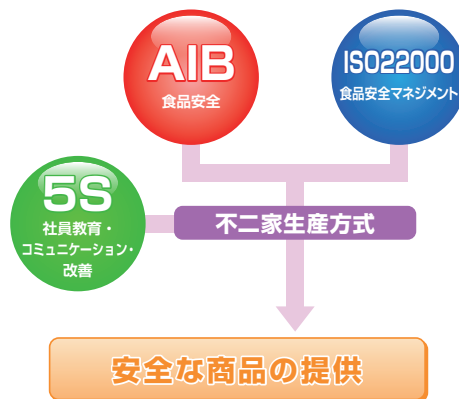 AIB
食品安全
ISO22000
食品安全マネジメント
5S
社員教育・
コミュニケーション・
改善
不二家生産方式
安全な商品の提供